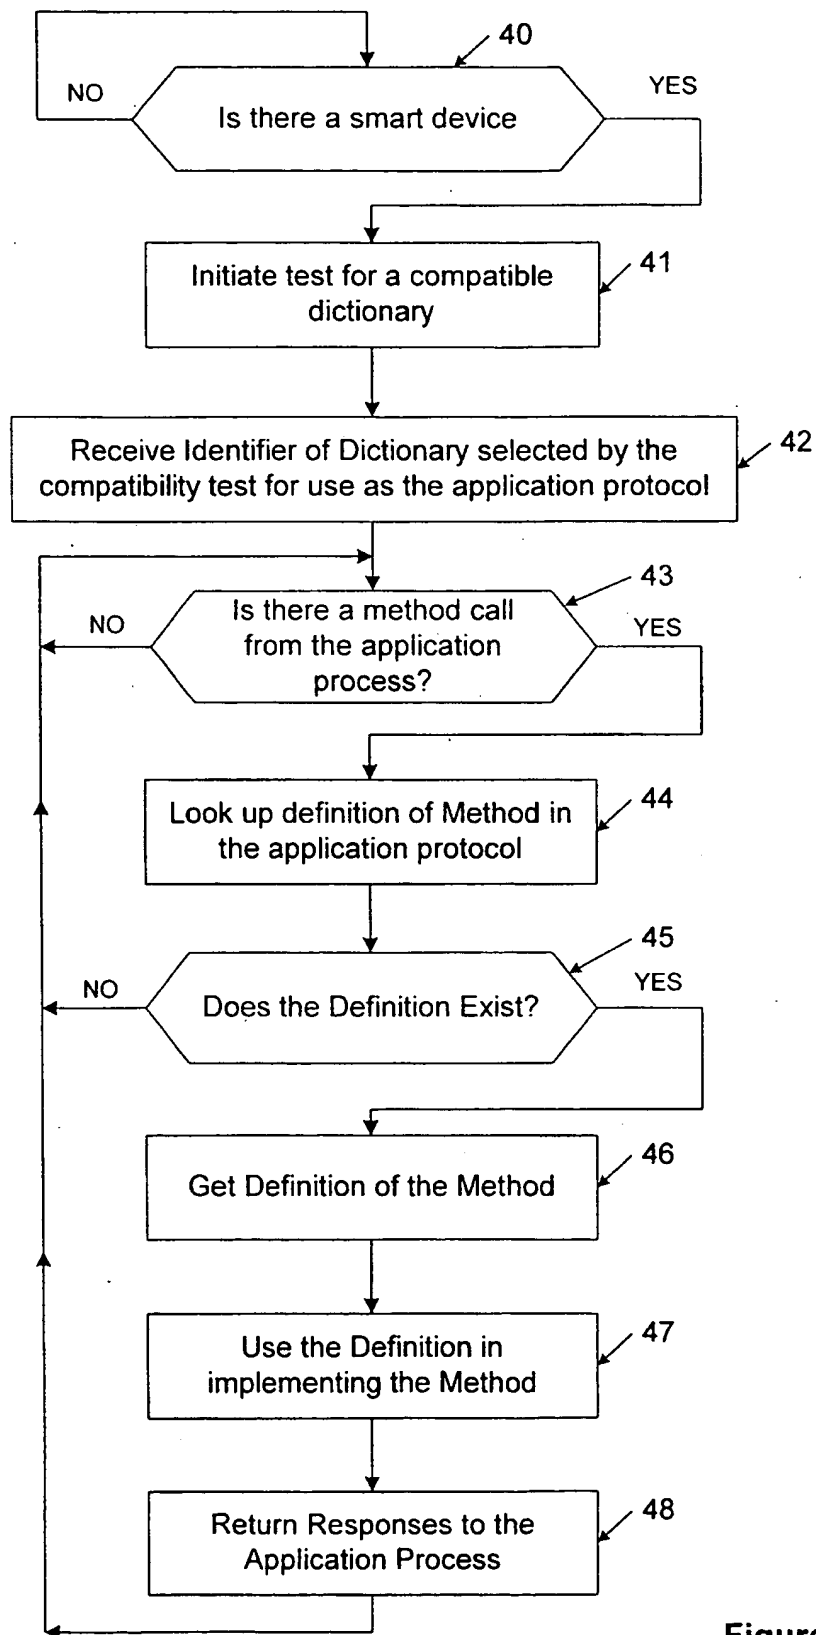 40
NO
YES
Is there a smart device
41
Initiate test for a compatible
dictionary
42
Receive Identifier of Dictionary selected by the
compatibility test for use as the application protocol
43
NO
Is there a method call
from the application
process?
YES
44
Look up definition of Method in
the application protocol
45
NO
Does the Definition Exist?
YES
46
Get Definition of the Method
47
Use the Definition in
implementing the Method
48
Return Responses to the
Application Process
Figure